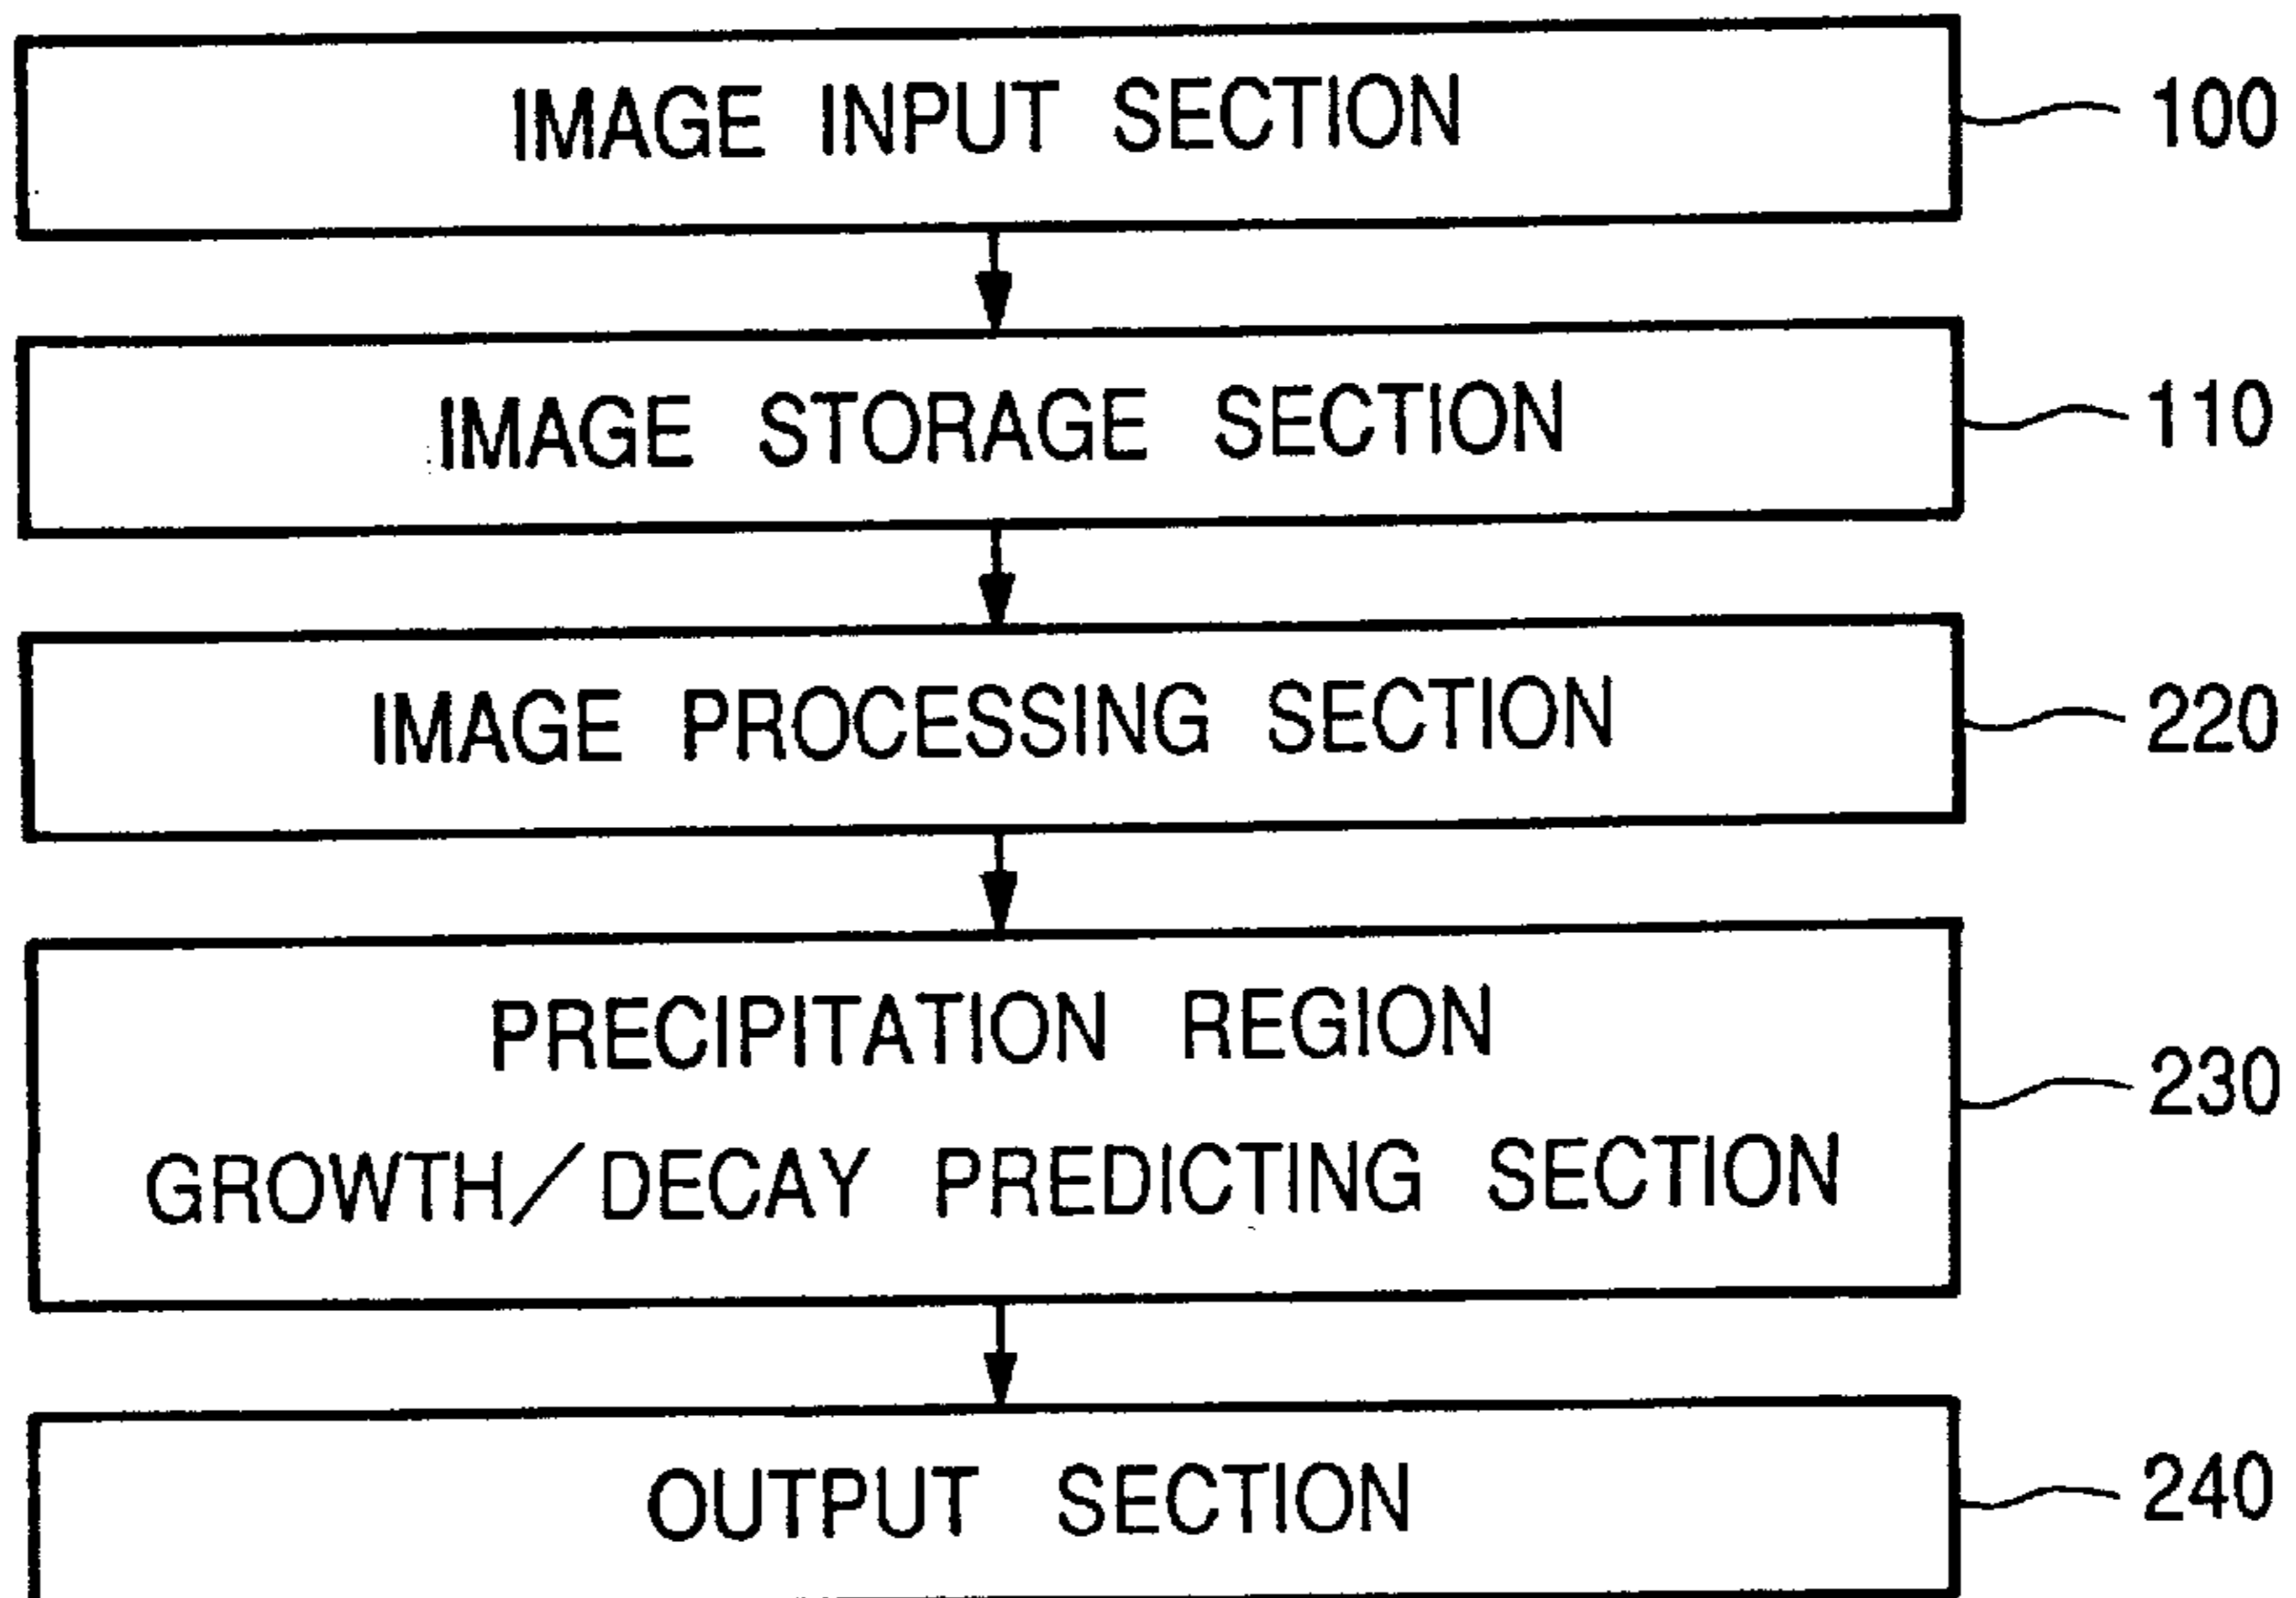 IMAGE INPUT SECTION 100
IMAGE STORAGE SECTION 110
IMAGE PROCESSING SECTION 220
PRECIPITATION REGION
GROWTH/DECAY PREDICTING SECTION 230
OUTPUT SECTION 240